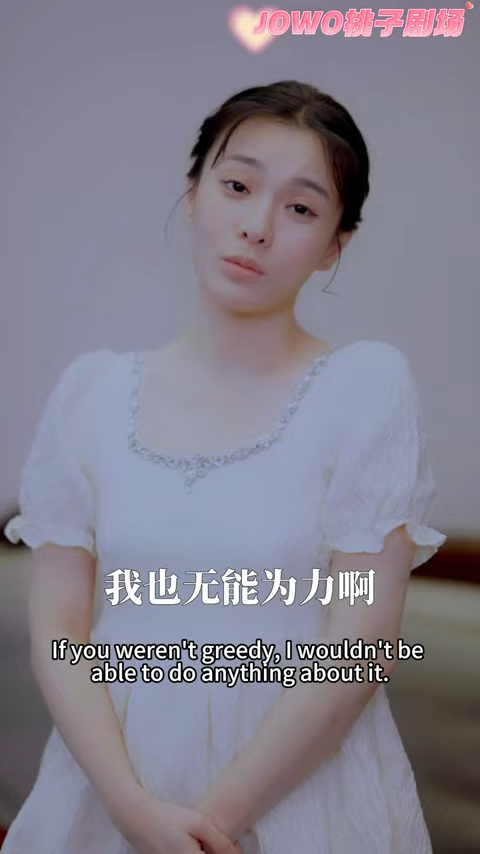 JOWO桃子剧场
我也无能为力啊
If you weren't greedy, I wouldn't be
able to do anything about it.